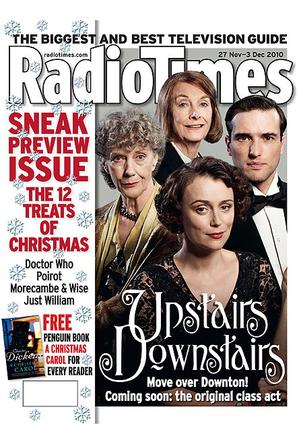 THE BIGGEST AND BEST TELEVISION GUIDE
radiotimes.com
27 Nov–3 Dec 2010
RadioTimes
SNEAK
PREVIEW
ISSUE
THE 12
TREATS
OF
CHRISTMAS
Doctor Who
Poirot
Morecambe & Wise
Just William
FREE
PENGUIN BOOK
A CHRISTMAS
CAROL FOR
EVERY READER
Dickens
Upstairs
Downstairs
Move over Downton!
Coming soon: the original class act